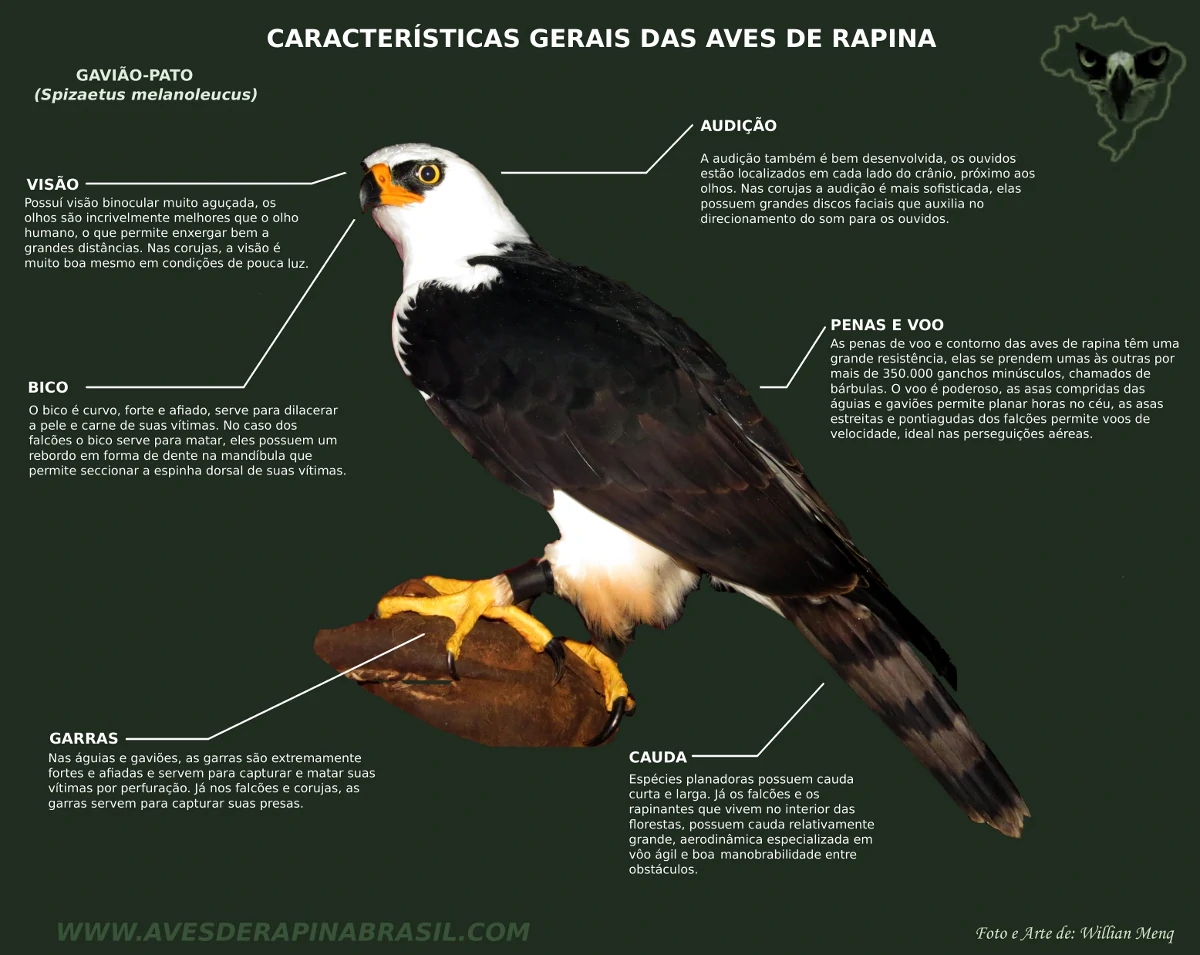 CARACTERÍSTICAS GERAIS DAS AVES DE RAPINA
GAVIÃO-PATO
(Spizaetus melanoleucus)
AUDIÇÃO
A audição também é bem desenvolvida, os ouvidos
estão localizados em cada lado do crânio, próximo aos
olhos. Nas corujas a audição é mais sofisticada, elas
possuem grandes discos faciais que auxilia no
direcionamento do som para os ouvidos.
VISÃO
Possuí visão binocular muito aguçada, os
olhos são incrivelmente melhores que o olho
humano, o que permite enxergar bem a
grandes distâncias. Nas corujas, a visão é
muito boa mesmo em condições de pouca luz.
PENAS E VOO
As penas de voo e contorno das aves de rapina têm uma
grande resistência, elas se prendem umas às outras por
mais de 350.000 ganchos minúsculos, chamados de
bárbulas. O voo é poderoso, as asas compridas das
águias e gaviões permite planar horas no céu, as asas
estreitas e pontiagudas dos falcões permite voos de
velocidade, ideal nas perseguições aéreas.
BICO
O bico é curvo, forte e afiado, serve para dilacerar
a pele e carne de suas vítimas. No caso dos
falcões o bico serve para matar, eles possuem um
rebordo em forma de dente na mandíbula que
permite seccionar a espinha dorsal de suas vítimas.
GARRAS
Nas águias e gaviões, as garras são extremamente
fortes e afiadas e servem para capturar e matar suas
vítimas por perfuração. Já nos falcões e corujas, as
garras servem para capturar suas presas.
CAUDA
Espécies planadoras possuem cauda
curta e larga. Já os falcões e os
rapinantes que vivem no interior das
florestas, possuem cauda relativamente
grande, aerodinâmica especializada em
vôo ágil e boa manobrabilidade entre
obstáculos.
WWW.AVESDERAPINABRASIL.COM
Foto e Arte de: Willian Menq